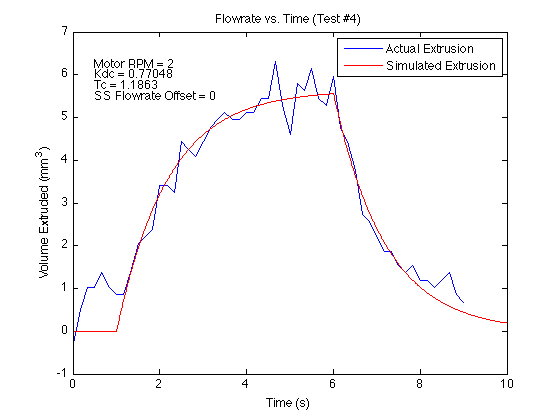 Flowrate vs. Time (Test #4)
Motor RPM = 2
Kdc = 0.77048
Tc = 1.1863
SS Flowrate Offset = 0
Actual Extrusion
Simulated Extrusion
Volume Extruded (mm³)
7
6
5
4
3
2
1
0
-1
0
2
4
6
8
10
Time (s)